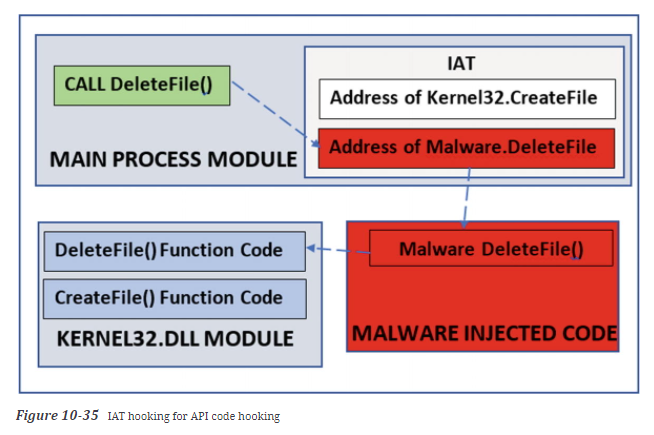 IAT
CALL DeleteFile()
Address of Kernel32.CreateFile
Address of Malware.DeleteFile
MAIN PROCESS MODULE
DeleteFile() Function Code
Malware DeleteFile()
CreateFile() Function Code
KERNEL32.DLL MODULE
MALWARE INJECTED CODE
Figure 10-35 IAT hooking for API code hooking